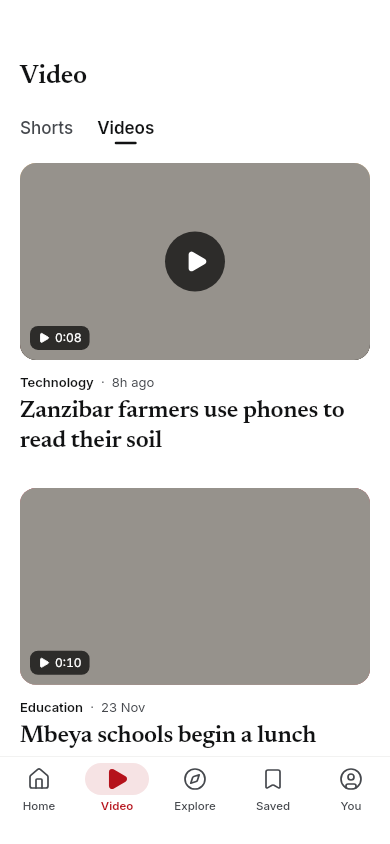 Video
Shorts
Videos
0:08
Technology · 8h ago
Zanzibar farmers use phones to
read their soil
0:10
Education · 23 Nov
Mbeya schools begin a lunch
Home
Video
Explore
Saved
You